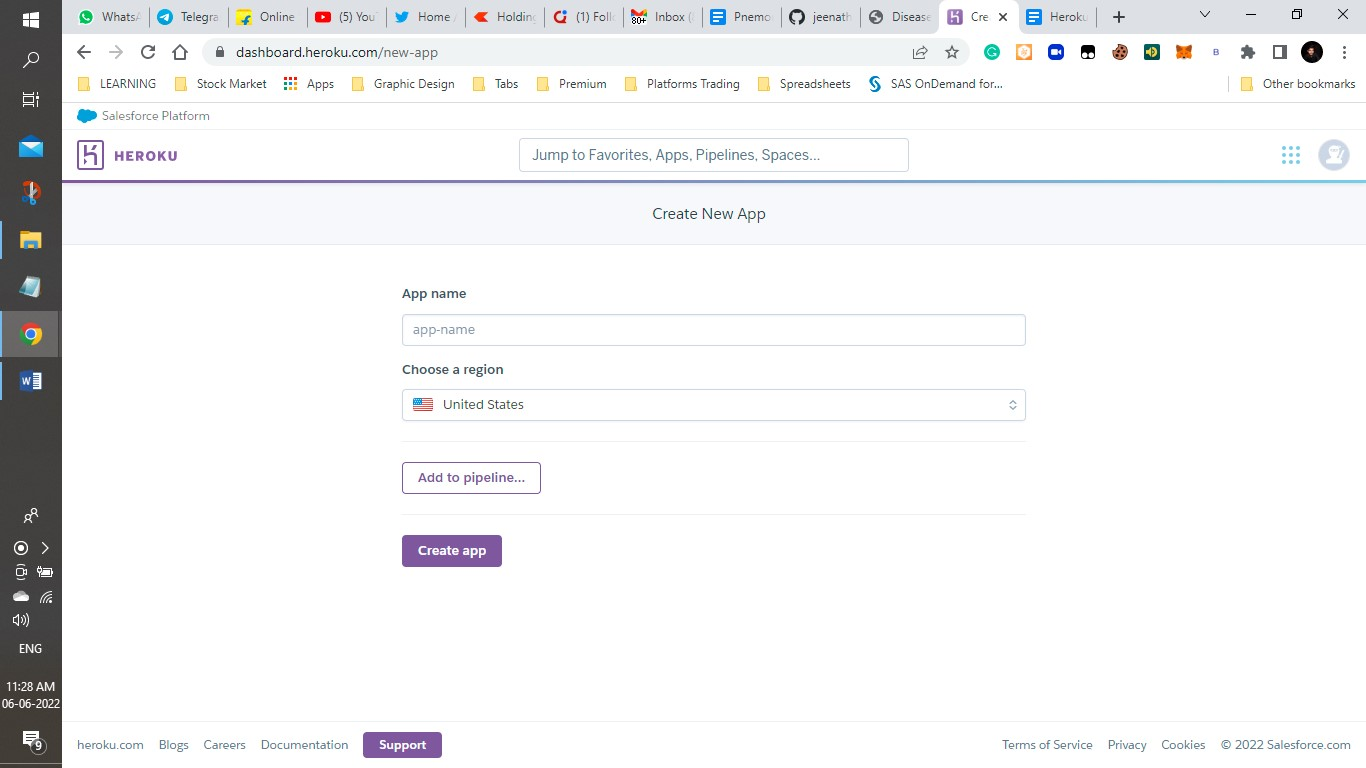 WhatsA
Telegra
Online
(5) You
Home /
Holding
(1) Foll
Inbox (
Pnemo
jeenath
Disease
Cre
Heroku
dashboard.heroku.com/new-app
LEARNING
Stock Market
Apps
Graphic Design
Tabs
Premium
Platforms Trading
Spreadsheets
SAS OnDemand for...
Other bookmarks
Salesforce Platform
HEROKU
Jump to Favorites, Apps, Pipelines, Spaces...
Create New App
App name
app-name
Choose a region
United States
Add to pipeline...
Create app
ENG
11:28 AM
06-06-2022
9
heroku.com Blogs Careers Documentation Support
Terms of Service Privacy Cookies © 2022 Salesforce.com